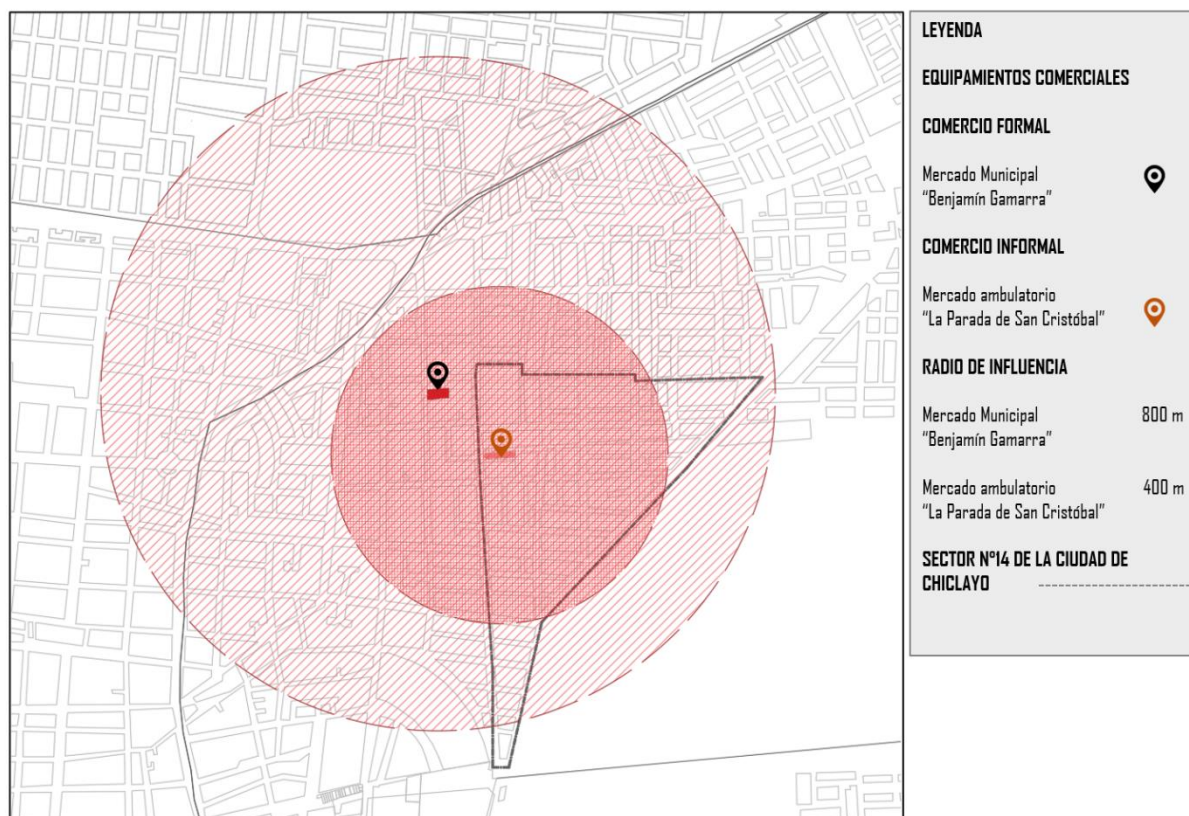 LEYENDA
EQUIPAMIENTOS COMERCIALES
COMERCIO FORMAL
Mercado Municipal
“Benjamín Gamarra”
COMERCIO INFORMAL
Mercado ambulatorio
“La Parada de San Cristóbal”
RADIO DE INFLUENCIA
Mercado Municipal 800 m
“Benjamín Gamarra”
Mercado ambulatorio 400 m
“La Parada de San Cristóbal”
SECTOR N°14 DE LA CIUDAD DE
CHICLAYO